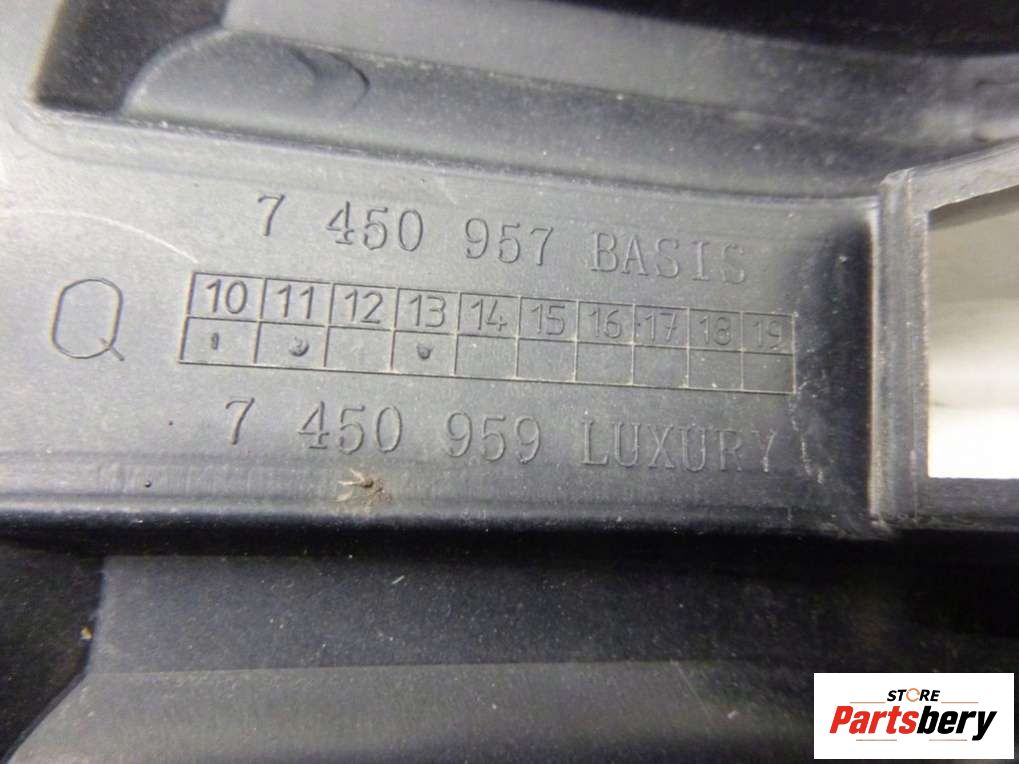 7 450 957 BASIS
Q
10 11 12 13 14 15 16 17 18 19
7 450 959 LUXURY
STORE
Partsbery